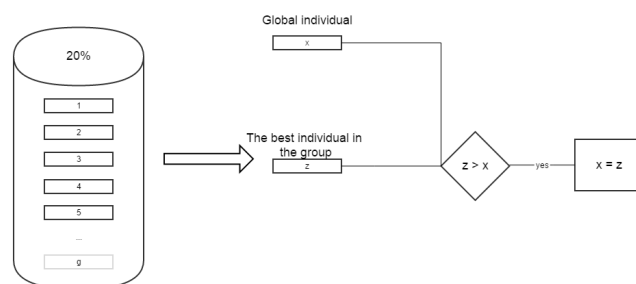 Global individual
x
20%
1
2
3
4
5
...
g
The best individual in
the group
z
z > x
yes
x = z